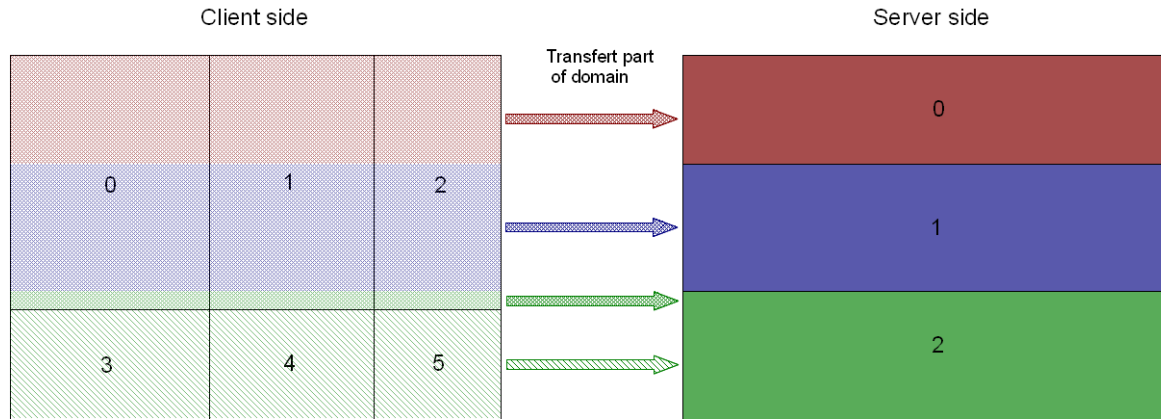 Client side
Server side
Transfert part
of domain
0
0
1
2
1
3
4
5
2